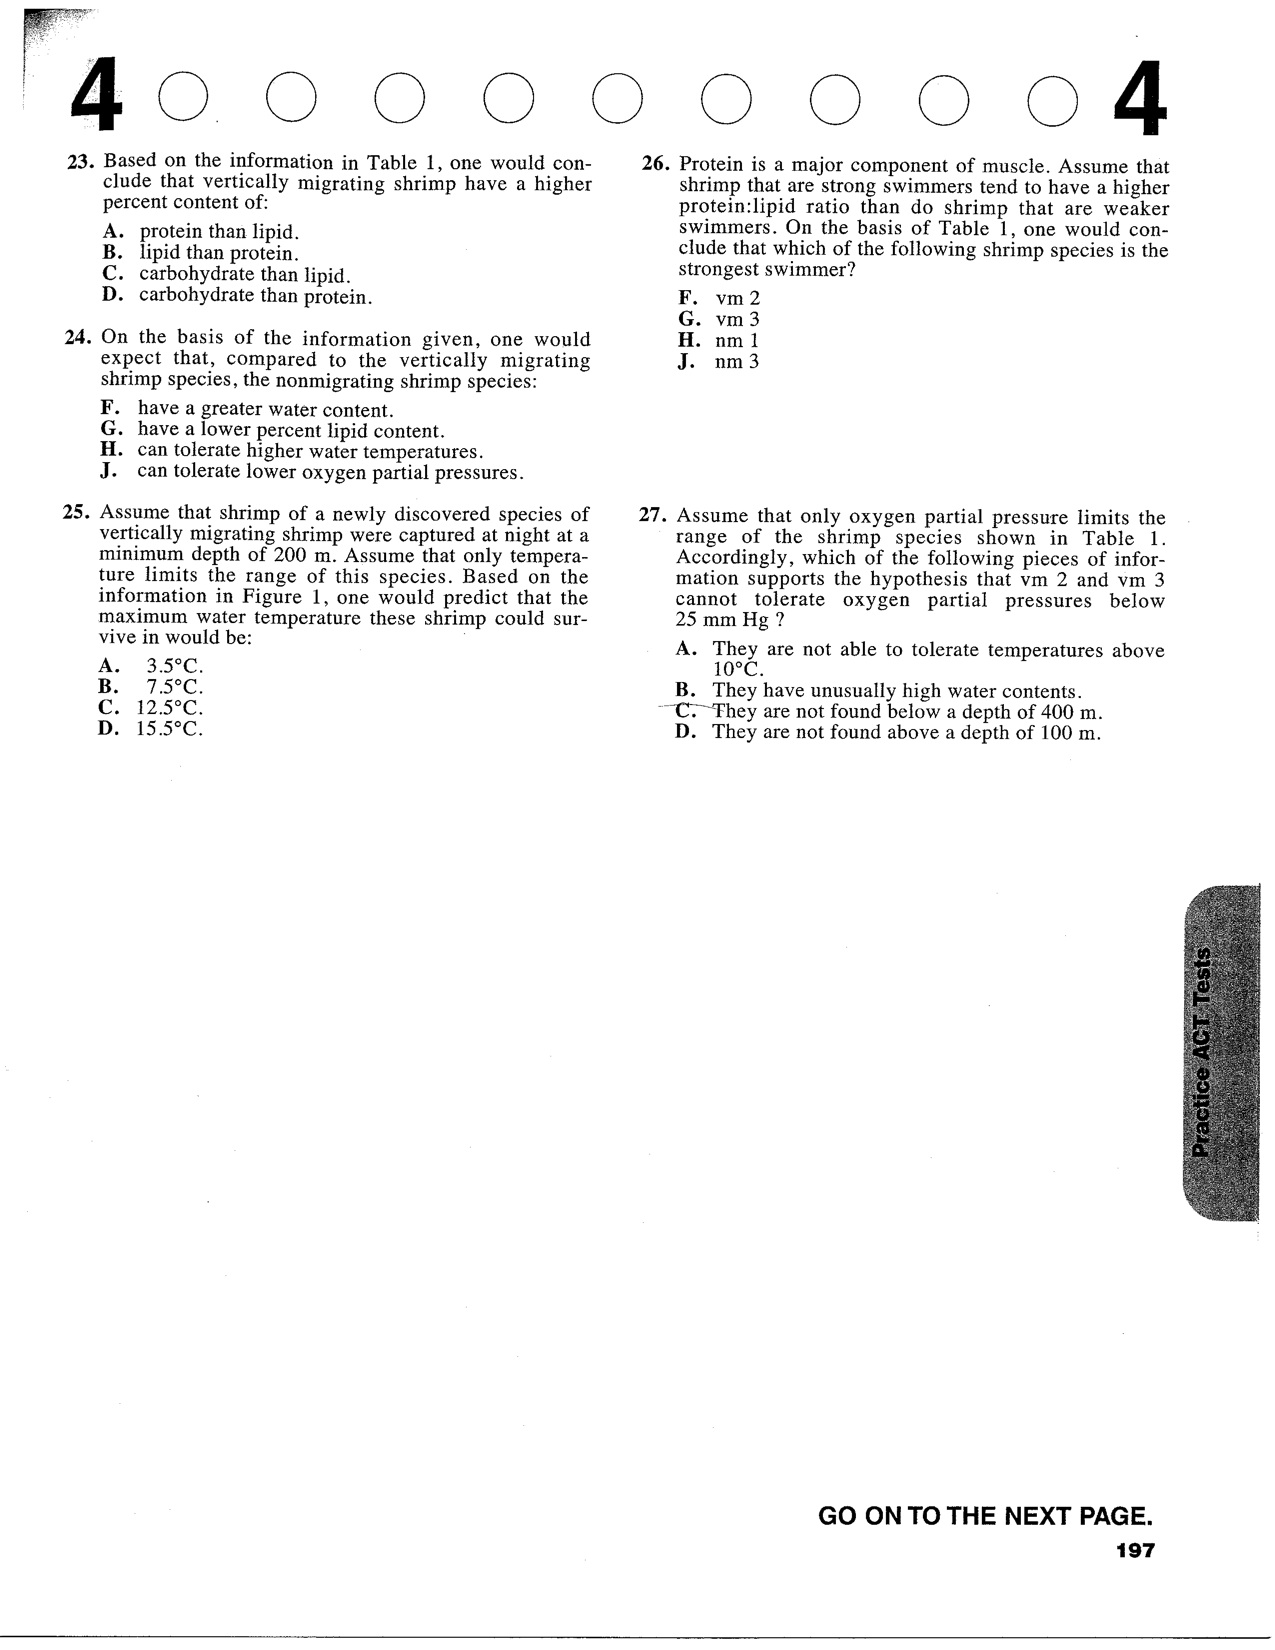 4 4
23. Based on the information in Table 1, one would con-
clude that vertically migrating shrimp have a higher
percent content of:
A. protein than lipid.
B. lipid than protein.
C. carbohydrate than lipid.
D. carbohydrate than protein.
24. On the basis of the information given, one would
expect that, compared to the vertically migrating
shrimp species, the nonmigrating shrimp species:
F. have a greater water content.
G. have a lower percent lipid content.
H. can tolerate higher water temperatures.
J. can tolerate lower oxygen partial pressures.
25. Assume that shrimp of a newly discovered species of
vertically migrating shrimp were captured at night at a
minimum depth of 200 m. Assume that only tempera-
ture limits the range of this species. Based on the
information in Figure 1, one would predict that the
maximum water temperature these shrimp could sur-
vive in would be:
A. 3.5°C.
B. 7.5°C.
C. 12.5°C.
D. 15.5°C.
26. Protein is a major component of muscle. Assume that
shrimp that are strong swimmers tend to have a higher
protein:lipid ratio than do shrimp that are weaker
swimmers. On the basis of Table 1, one would con-
clude that which of the following shrimp species is the
strongest swimmer?
F. vm 2
G. vm 3
H. nm 1
J. nm 3
27. Assume that only oxygen partial pressure limits the
range of the shrimp species shown in Table 1.
Accordingly, which of the following pieces of infor-
mation supports the hypothesis that vm 2 and vm 3
cannot tolerate oxygen partial pressures below
25 mm Hg ?
A. They are not able to tolerate temperatures above
10°C.
B. They have unusually high water contents.
C. They are not found below a depth of 400 m.
D. They are not found above a depth of 100 m.
Practice ACT Tests
GO ON TO THE NEXT PAGE.
197